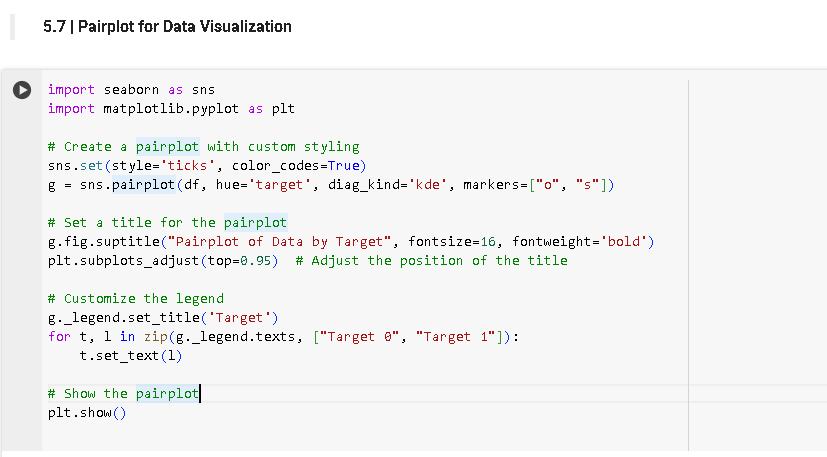 5.7 | Pairplot for Data Visualization
import seaborn as sns
import matplotlib.pyplot as plt
# Create a pairplot with custom styling
sns.set(style='ticks', color_codes=True)
g = sns.pairplot(df, hue='target', diag_kind='kde', markers=["o", "s"])
# Set a title for the pairplot
g.fig.suptitle("Pairplot of Data by Target", fontsize=16, fontweight='bold')
plt.subplots_adjust(top=0.95)  # Adjust the position of the title
# Customize the legend
g._legend.set_title('Target')
for t, l in zip(g._legend.texts, ["Target 0", "Target 1"]):
    t.set_text(l)
# Show the pairplot
plt.show()